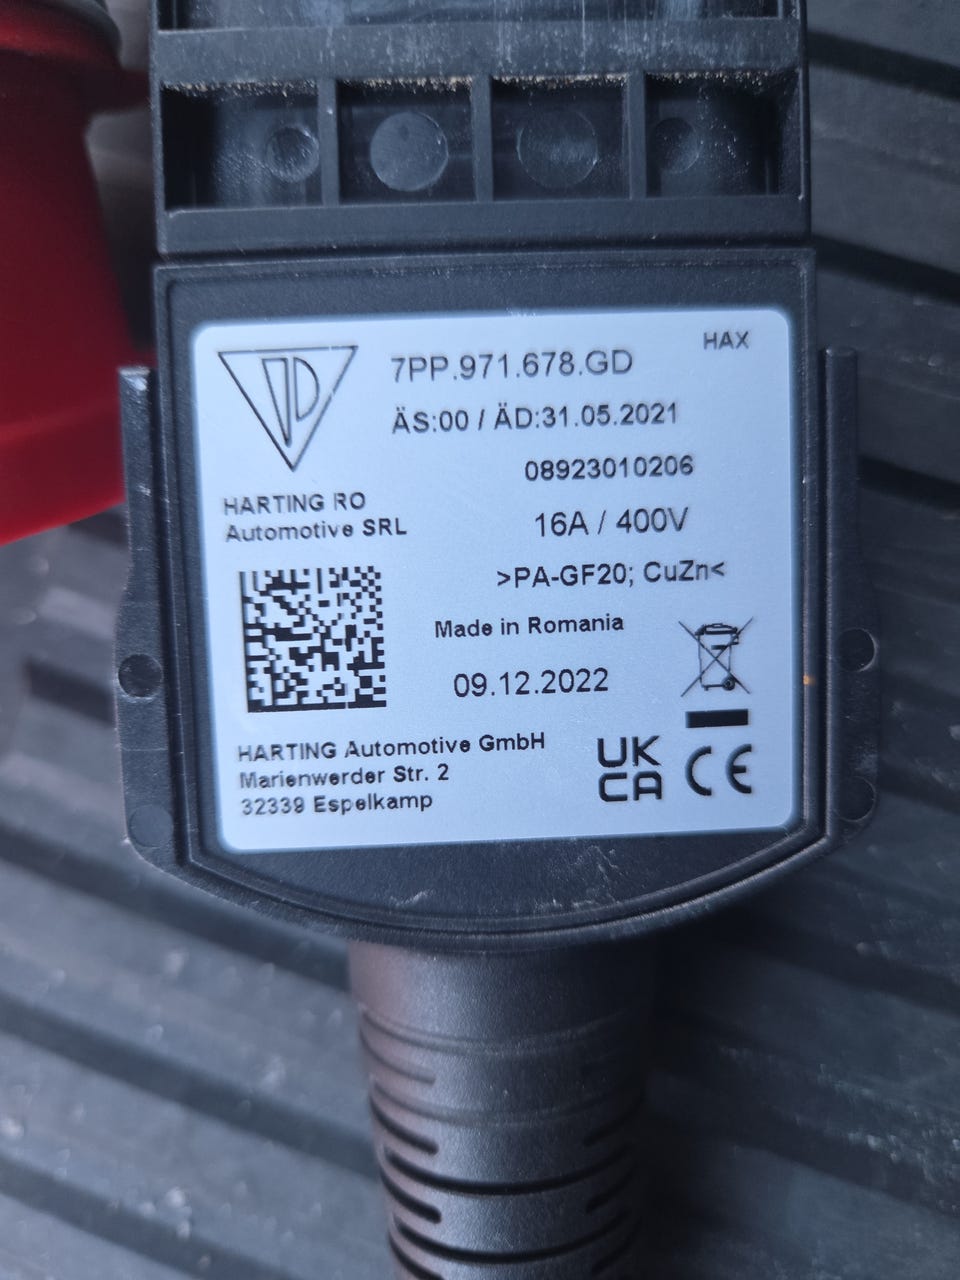 HAX
7PP.971.678.GD
ÄS:00 / ÄD:31.05.2021
08923010206
HARTING RO
Automotive SRL
16A / 400V
>PA-GF20; CuZn<
Made in Romania
09.12.2022
HARTING Automotive GmbH
Marienwerder Str. 2
32339 Espelkamp
UK
CA
CE